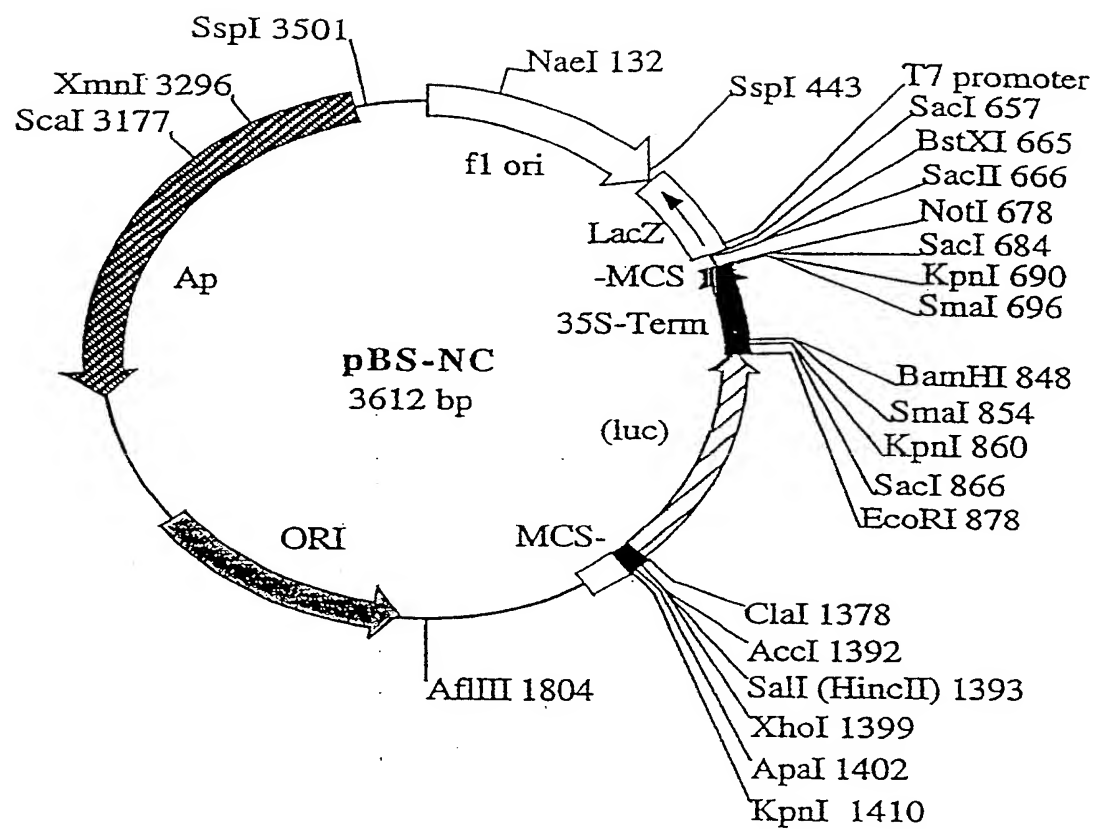 SspI 3501
XmnI 3296
ScaI 3177
NaeI 132
SspI 443
T7 promoter
SacI 657
BstXI 665
SacII 666
NotI 678
SacI 684
KpnI 690
SmaI 696
f1 ori
LacZ
-MCS
35S-Term
Ap
pBS-NC
3612 bp
(luc)
BamHI 848
SmaI 854
KpnI 860
SacI 866
EcoRI 878
ORI
MCS-
ClaI 1378
AccI 1392
SalI (HincII) 1393
XhoI 1399
ApaI 1402
KpnI 1410
AflIII 1804